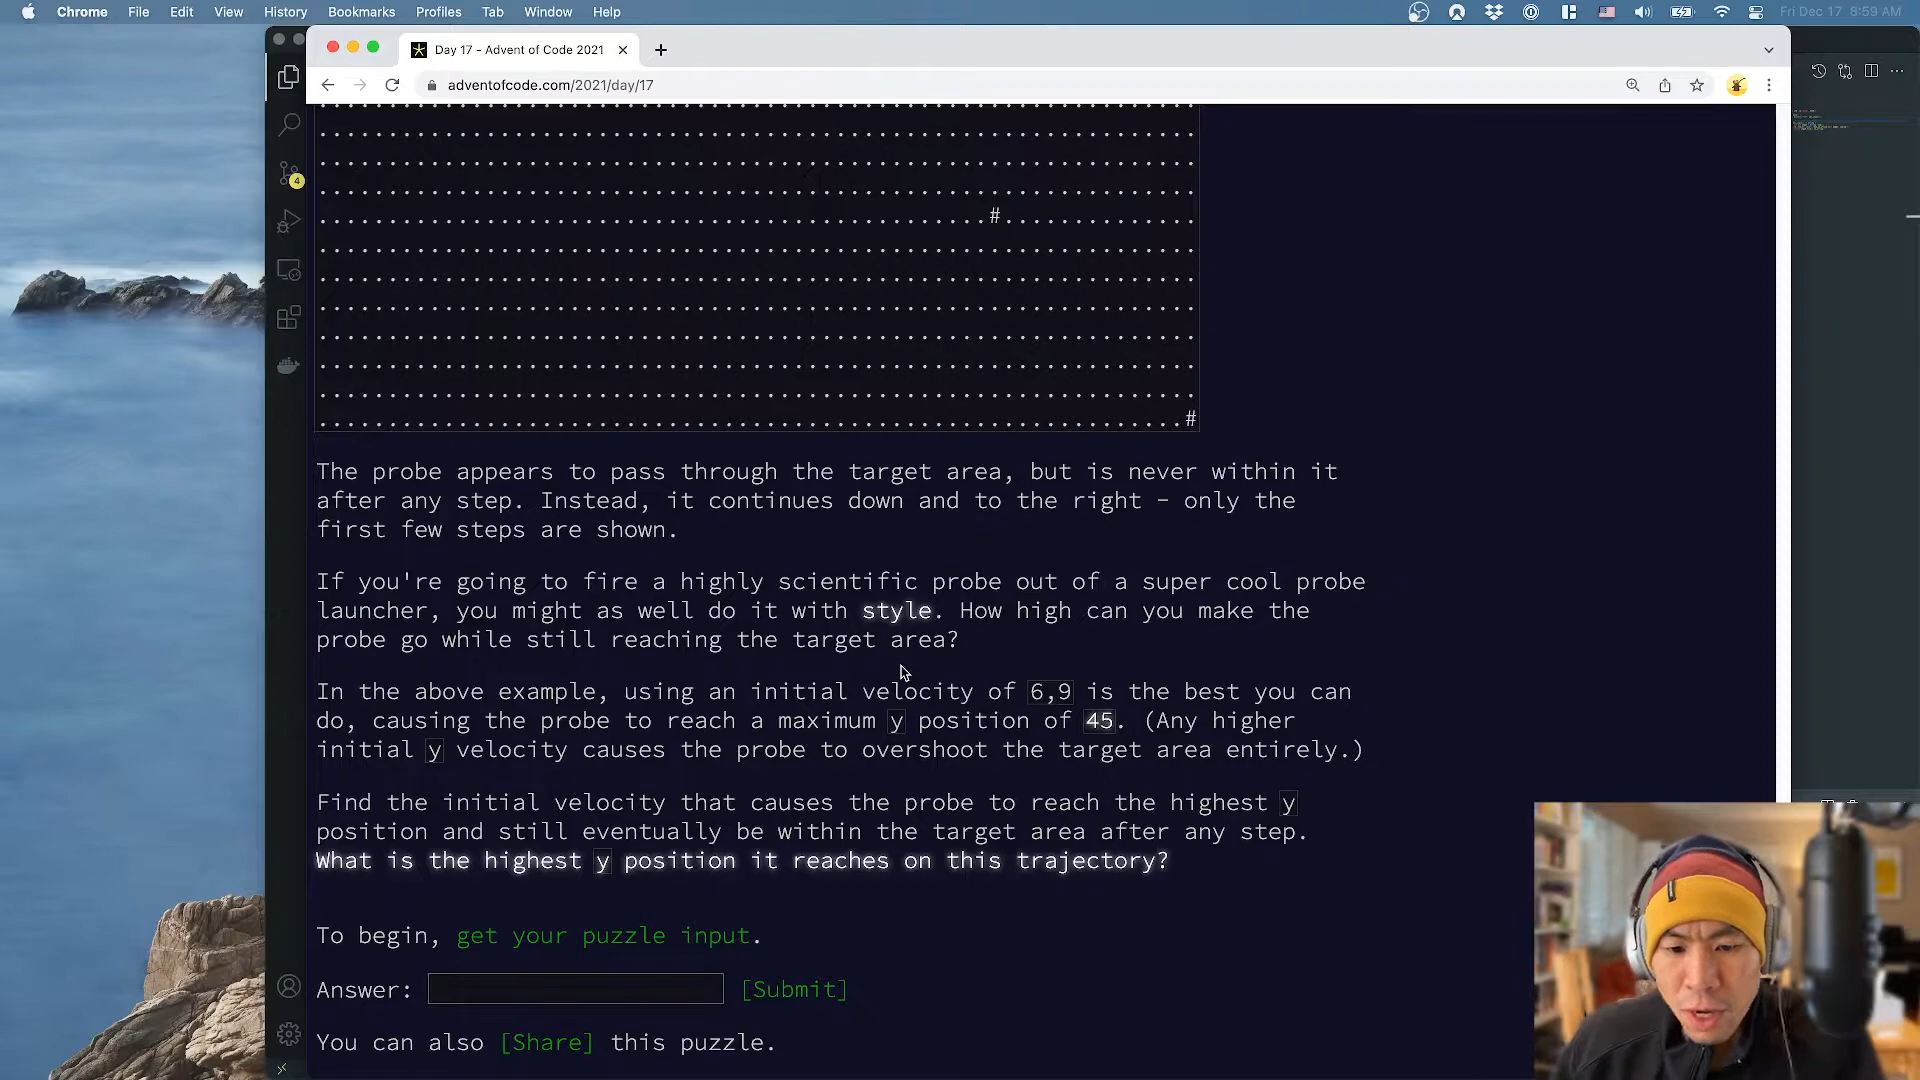 Chrome File Edit View History Bookmarks Profiles Tab Window Help
Fri Dec 17 8:59 AM
Day 17 - Advent of Code 2021
adventofcode.com/2021/day/17
4
#
#
The probe appears to pass through the target area, but is never within it
after any step. Instead, it continues down and to the right - only the
first few steps are shown.
If you're going to fire a highly scientific probe out of a super cool probe
launcher, you might as well do it with style. How high can you make the
probe go while still reaching the target area?
In the above example, using an initial velocity of 6,9 is the best you can
do, causing the probe to reach a maximum y position of 45. (Any higher
initial y velocity causes the probe to overshoot the target area entirely.)
Find the initial velocity that causes the probe to reach the highest y
position and still eventually be within the target area after any step.
What is the highest y position it reaches on this trajectory?
To begin, get your puzzle input.
Answer: [Submit]
You can also [Share] this puzzle.